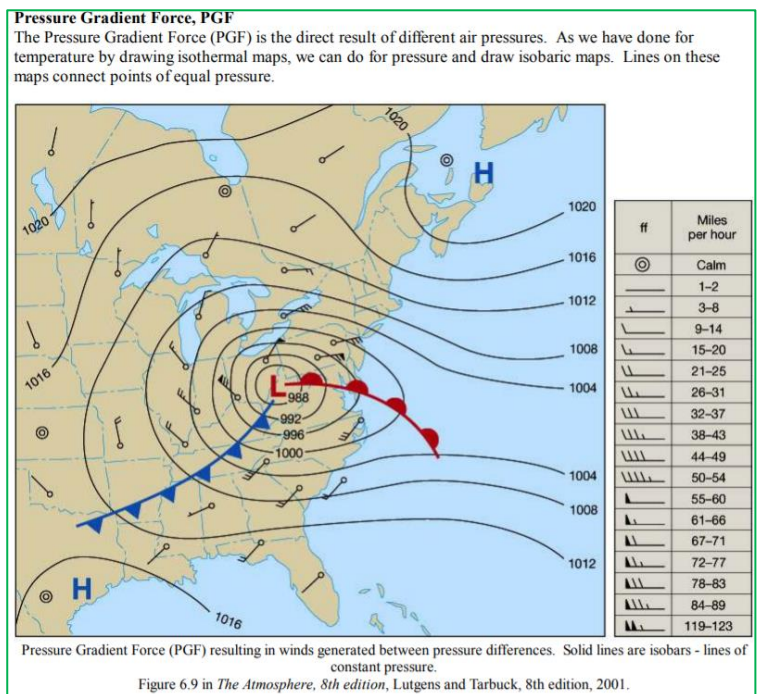 Pressure Gradient Force, PGF
The Pressure Gradient Force (PGF) is the direct result of different air pressures. As we have done for
temperature by drawing isothermal maps, we can do for pressure and draw isobaric maps. Lines on these
maps connect points of equal pressure.
1020
H
1020
1020
1016
1012
1008
1004
1016
L
988
992
996
1000
1004
1008
1012
H
1016
ff Miles per hour
Calm
1–2
3–8
9–14
15–20
21–25
26–31
32–37
38–43
44–49
50–54
55–60
61–66
67–71
72–77
78–83
84–89
119–123
Pressure Gradient Force (PGF) resulting in winds generated between pressure differences. Solid lines are isobars - lines of
constant pressure.
Figure 6.9 in The Atmosphere, 8th edition, Lutgens and Tarbuck, 8th edition, 2001.